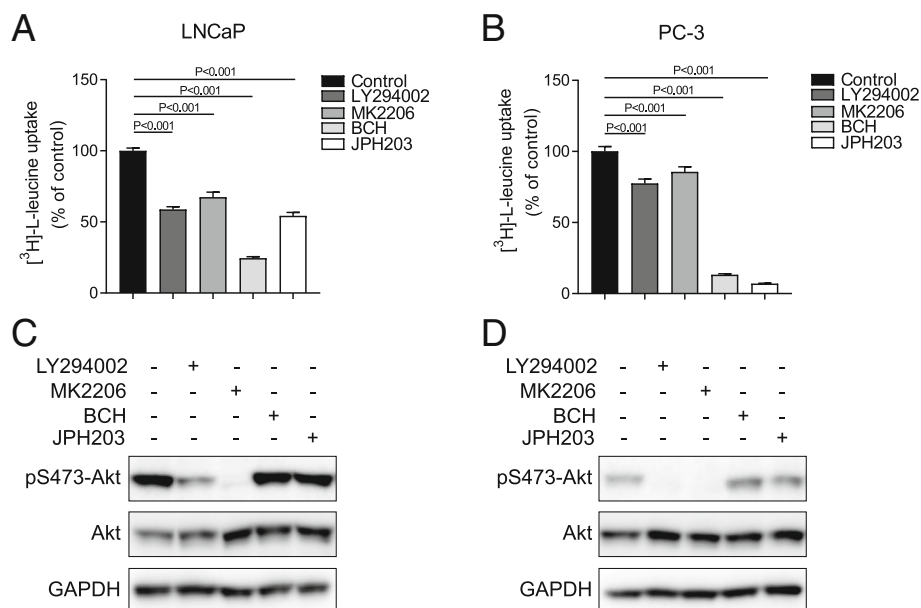 A
LNCaP
[³H]-L-leucine uptake
(% of control)
150
100
50
0
P<0.001
P<0.001
P<0.001
P<0.001
Control
LY294002
MK2206
BCH
JPH203
B
PC-3
[³H]-L-leucine uptake
(% of control)
150
100
50
0
P<0.001
P<0.001
P<0.001
P<0.001
Control
LY294002
MK2206
BCH
JPH203
C
LY294002 - + - - -
MK2206 - - + - -
BCH - - - + -
JPH203 - - - - +
pS473-Akt
Akt
GAPDH
D
LY294002 - + - - -
MK2206 - - + - -
BCH - - - + -
JPH203 - - - - +
pS473-Akt
Akt
GAPDH